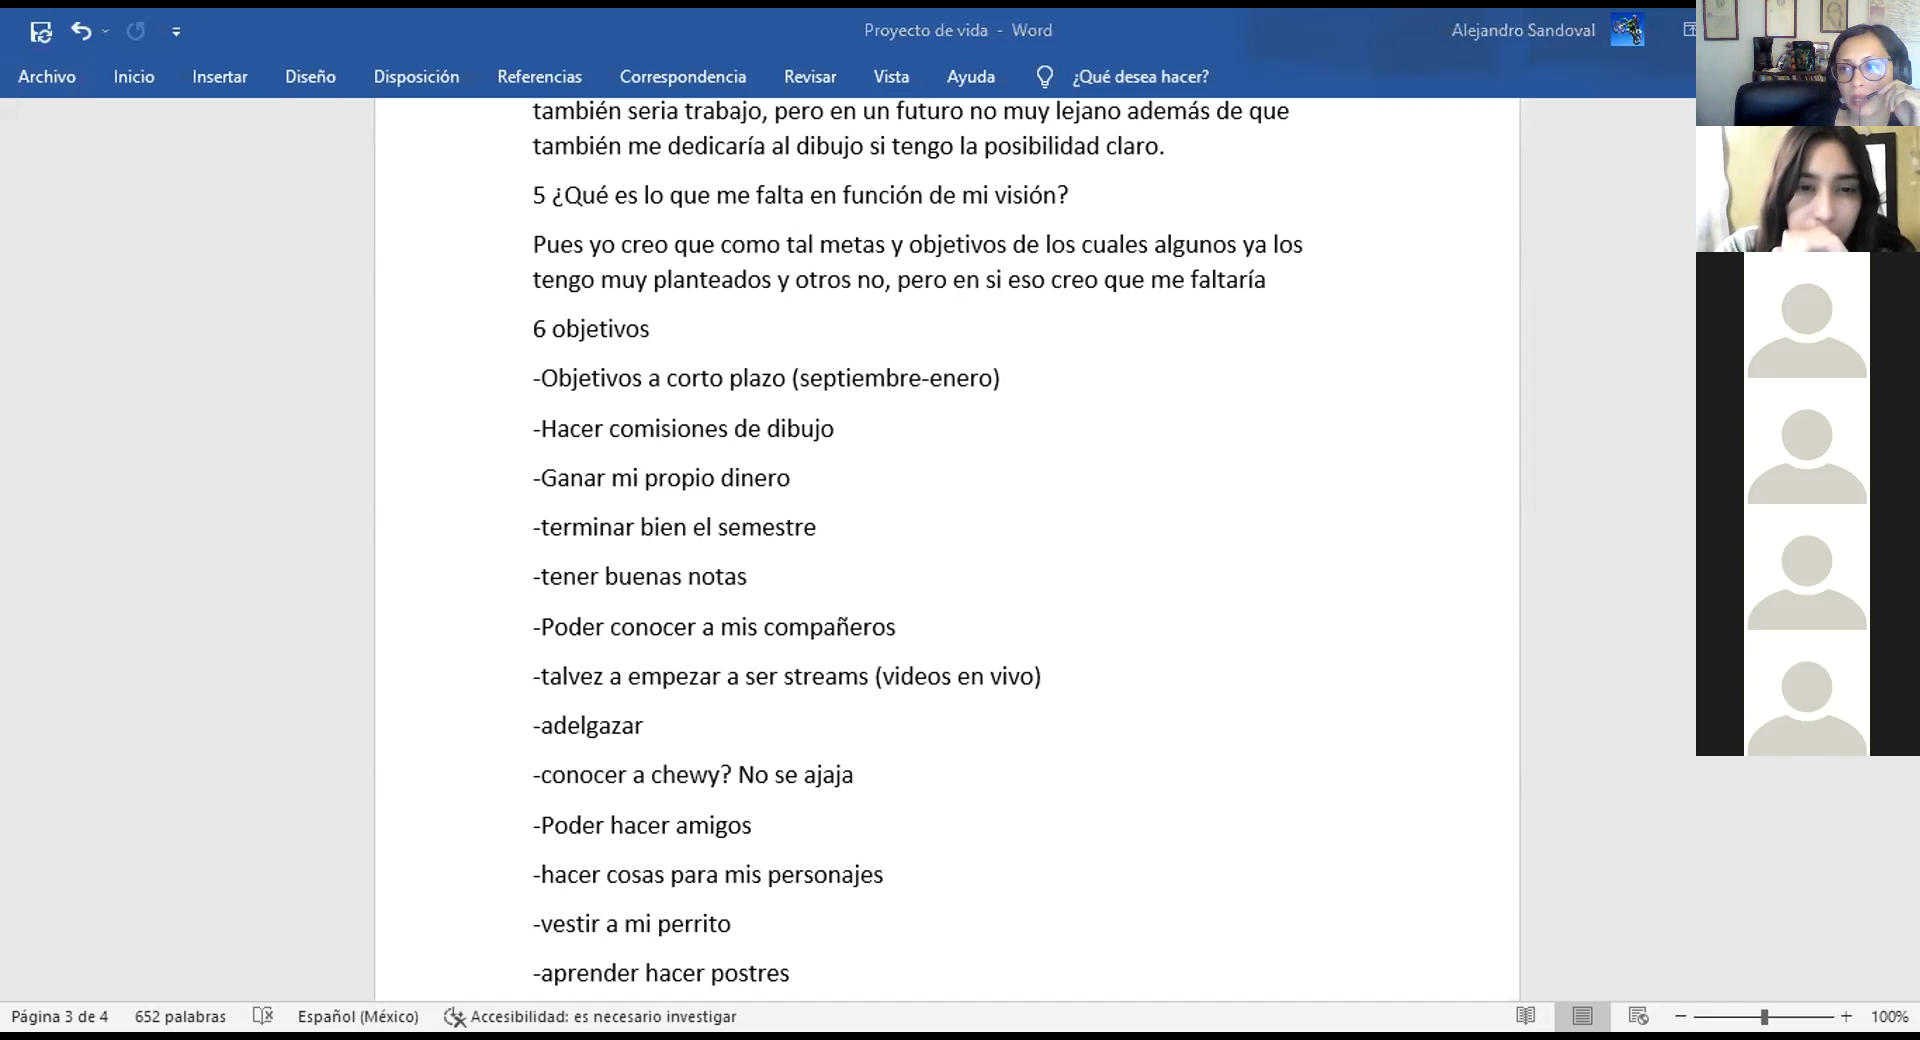 Proyecto de vida - Word
Alejandro Sandoval
Archivo Inicio Insertar Diseño Disposición Referencias Correspondencia Revisar Vista Ayuda ¿Qué desea hacer?
también seria trabajo, pero en un futuro no muy lejano además de que
también me dedicaría al dibujo si tengo la posibilidad claro.
5 ¿Qué es lo que me falta en función de mi visión?
Pues yo creo que como tal metas y objetivos de los cuales algunos ya los
tengo muy planteados y otros no, pero en si eso creo que me faltaría
6 objetivos
-Objetivos a corto plazo (septiembre-enero)
-Hacer comisiones de dibujo
-Ganar mi propio dinero
-terminar bien el semestre
-tener buenas notas
-Poder conocer a mis compañeros
-talvez a empezar a ser streams (videos en vivo)
-adelgazar
-conocer a chewy? No se ajaja
-Poder hacer amigos
-hacer cosas para mis personajes
-vestir a mi perrito
-aprender hacer postres
Página 3 de 4 652 palabras Español (México) Accesibilidad: es necesario investigar 100%